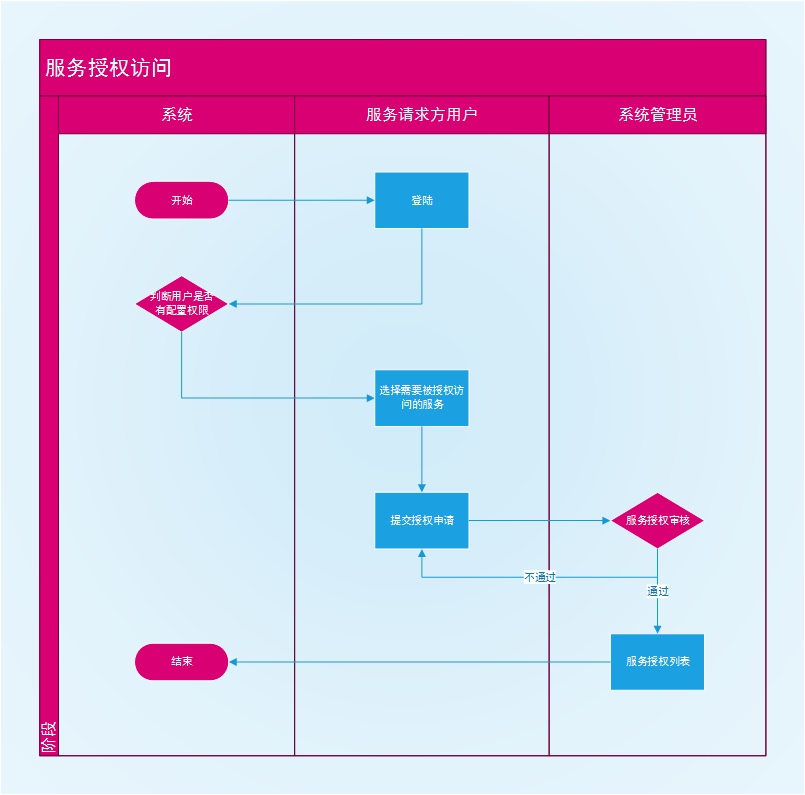 服务授权访问
系统
服务请求方用户
系统管理员
开始
登陆
判断用户是否
有配置权限
选择需要被授权访
问的服务
提交授权申请
服务授权审核
不通过
通过
结束
服务授权列表
阶段